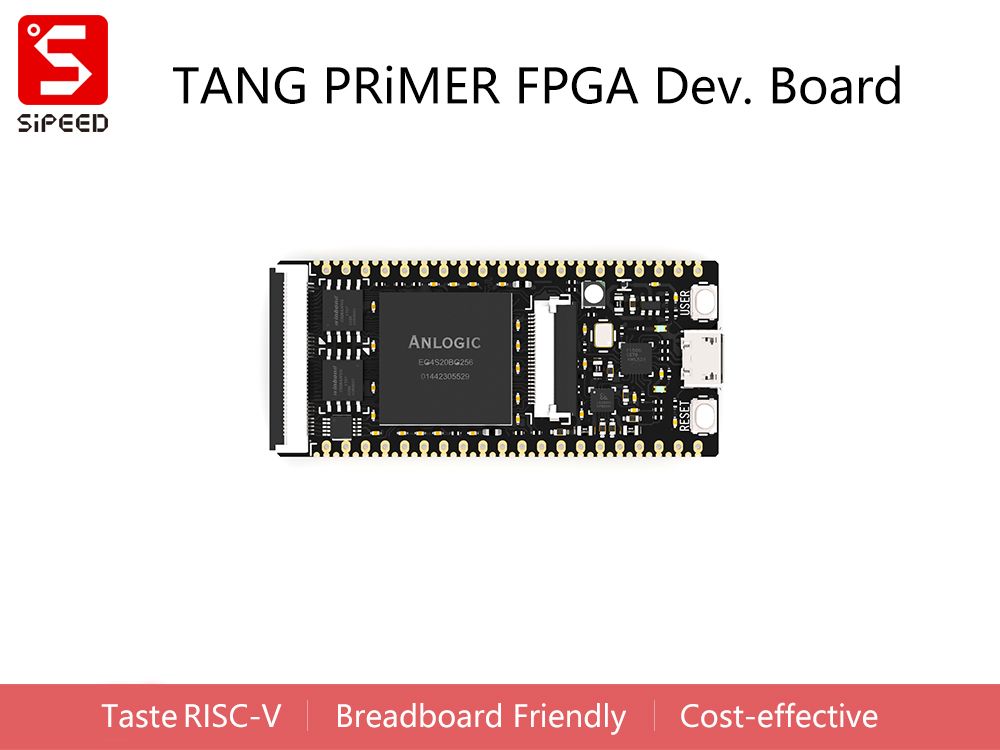 SiPEED
TANG PRiMER FPGA Dev. Board
USER
ANLOGIC
EG4S20BG256
01442305529
RESET
Taste RISC-V
Breadboard Friendly
Cost-effective